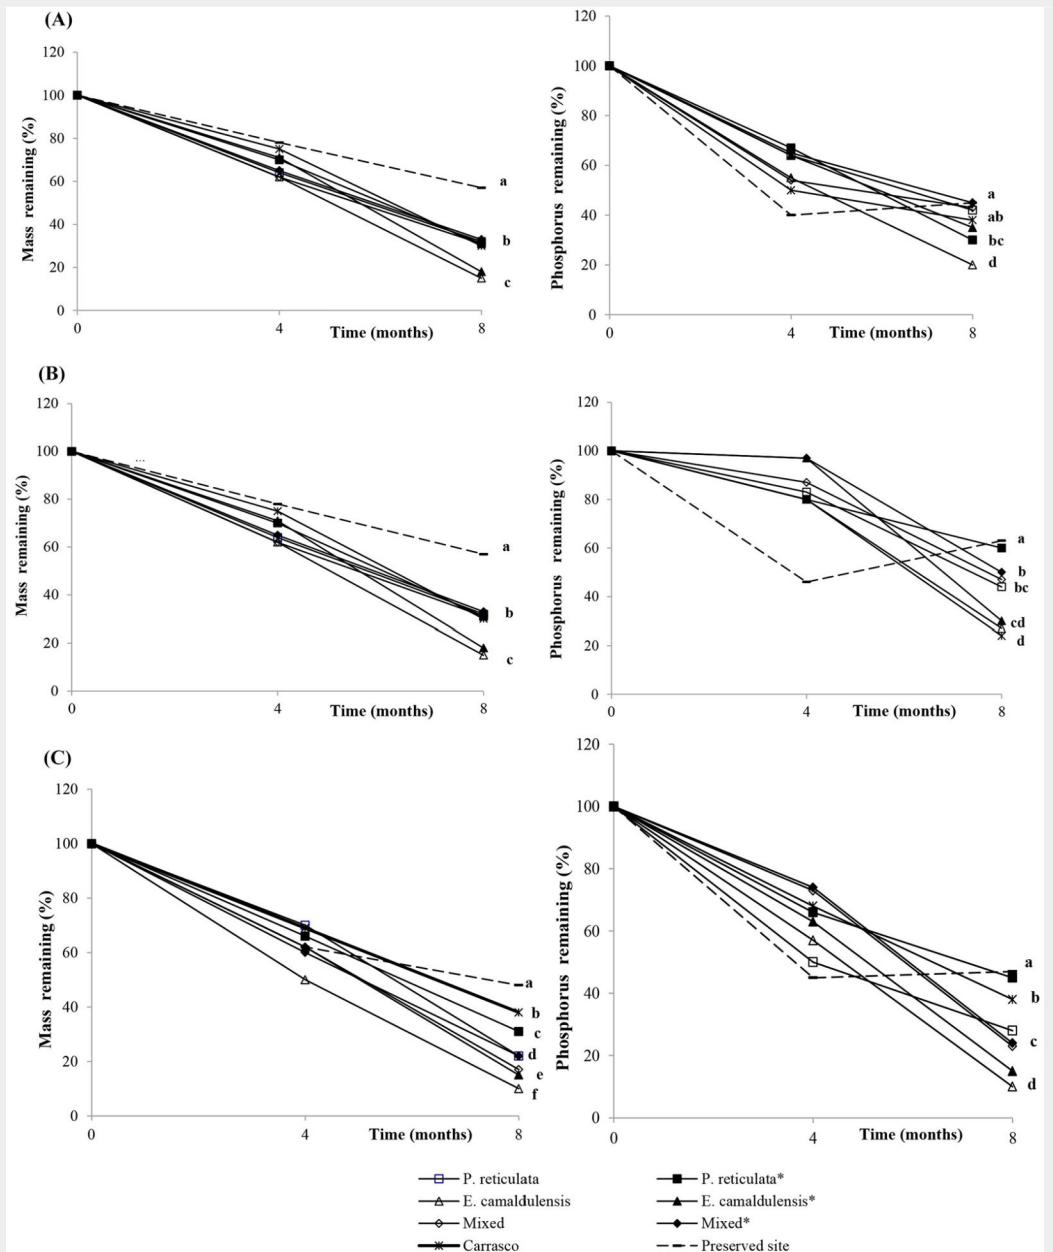 (A)
120
100
80
60
40
20
0
Mass remaining (%)
0
4
8
Time (months)
a
b
c
120
100
80
60
40
20
0
Phosphorus remaining (%)
0
4
8
Time (months)
a
ab
bc
d
(B)
120
100
80
60
40
20
0
Mass remaining (%)
...
0
4
8
Time (months)
a
b
c
120
100
80
60
40
20
0
Phosphorus remaining (%)
0
4
8
Time (months)
a
b
bc
cd
d
(C)
120
100
80
60
40
20
0
Mass remaining (%)
0
4
8
Time (months)
a
b
c
d
e
f
120
100
80
60
40
20
0
Phosphorus remaining (%)
0
4
8
Time (months)
a
b
c
d
P. reticulata
P. reticulata*
E. camaldulensis
E. camaldulensis*
Mixed
Mixed*
Carrasco
Preserved site